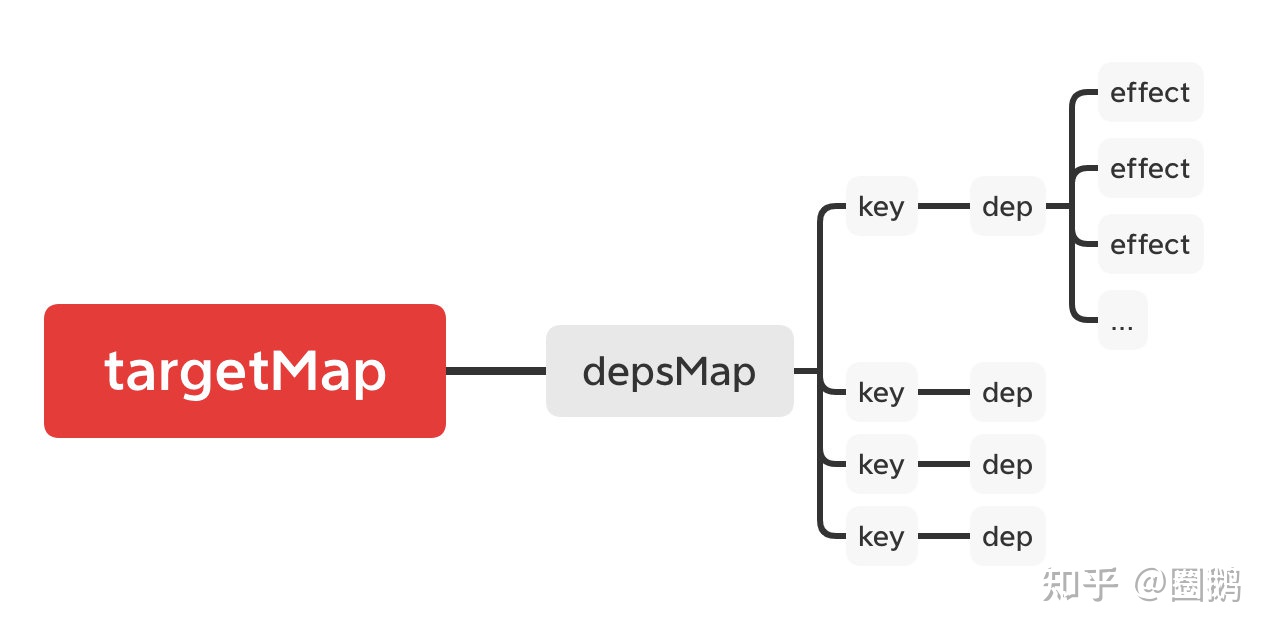 targetMap
depsMap
key
dep
effect
effect
effect
...
key
dep
key
dep
key
dep
知乎 @圈鹅